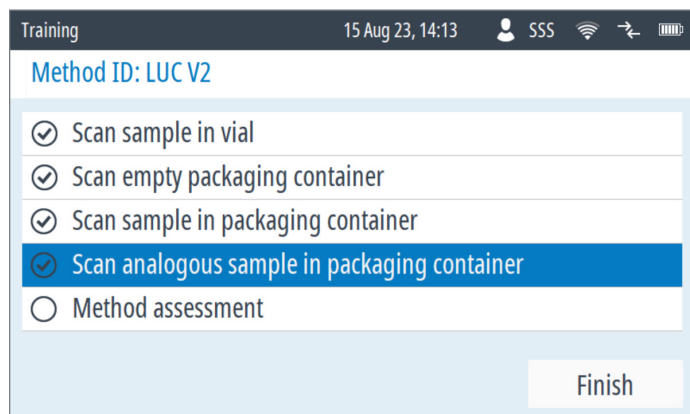 Training 15 Aug 23, 14:13 SSS
Method ID: LUC V2
Scan sample in vial
Scan empty packaging container
Scan sample in packaging container
Scan analogous sample in packaging container
Method assessment
Finish